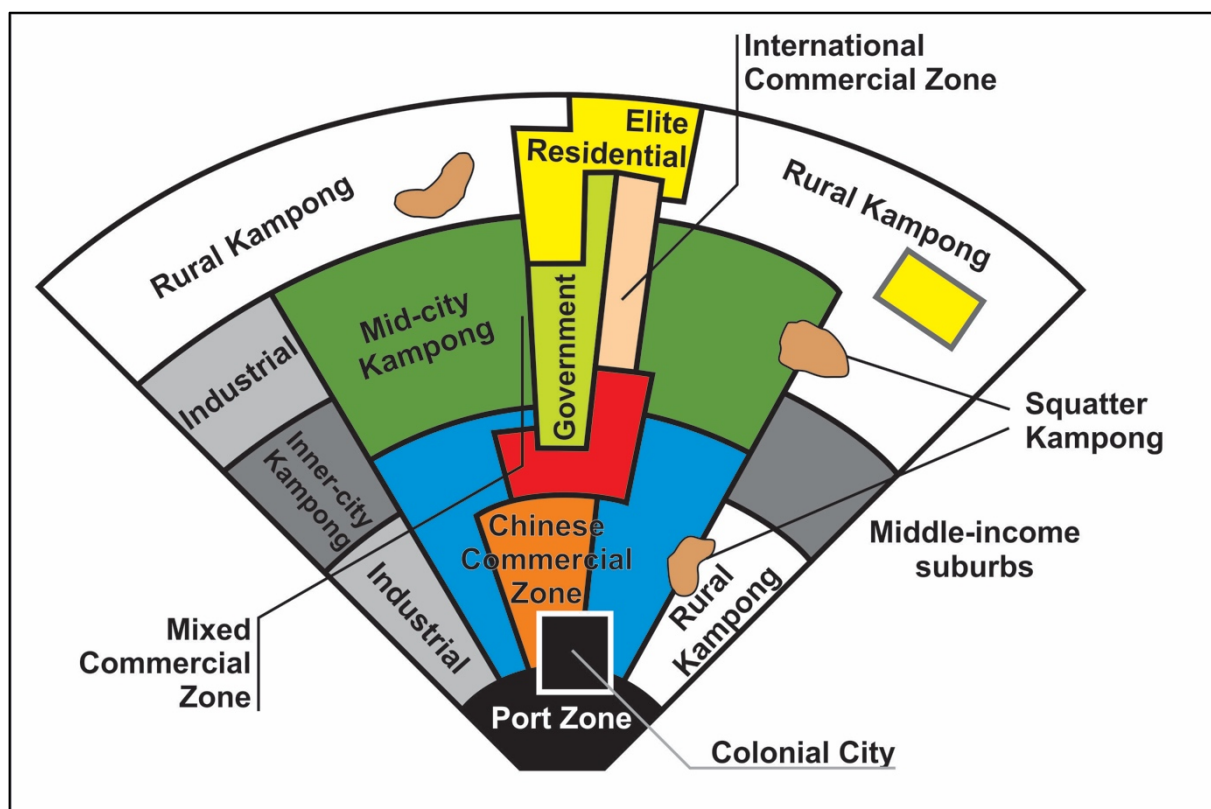 International
Commercial Zone
Elite
Residential
Rural Kampong
Rural Kampong
Mid-city
Kampong
Government
Industrial
Inner-city
Kampong
Squatter
Kampong
Chinese
Commercial
Zone
Middle-income
suburbs
Industrial
Rural
Kampong
Mixed
Commercial
Zone
Port Zone
Colonial City